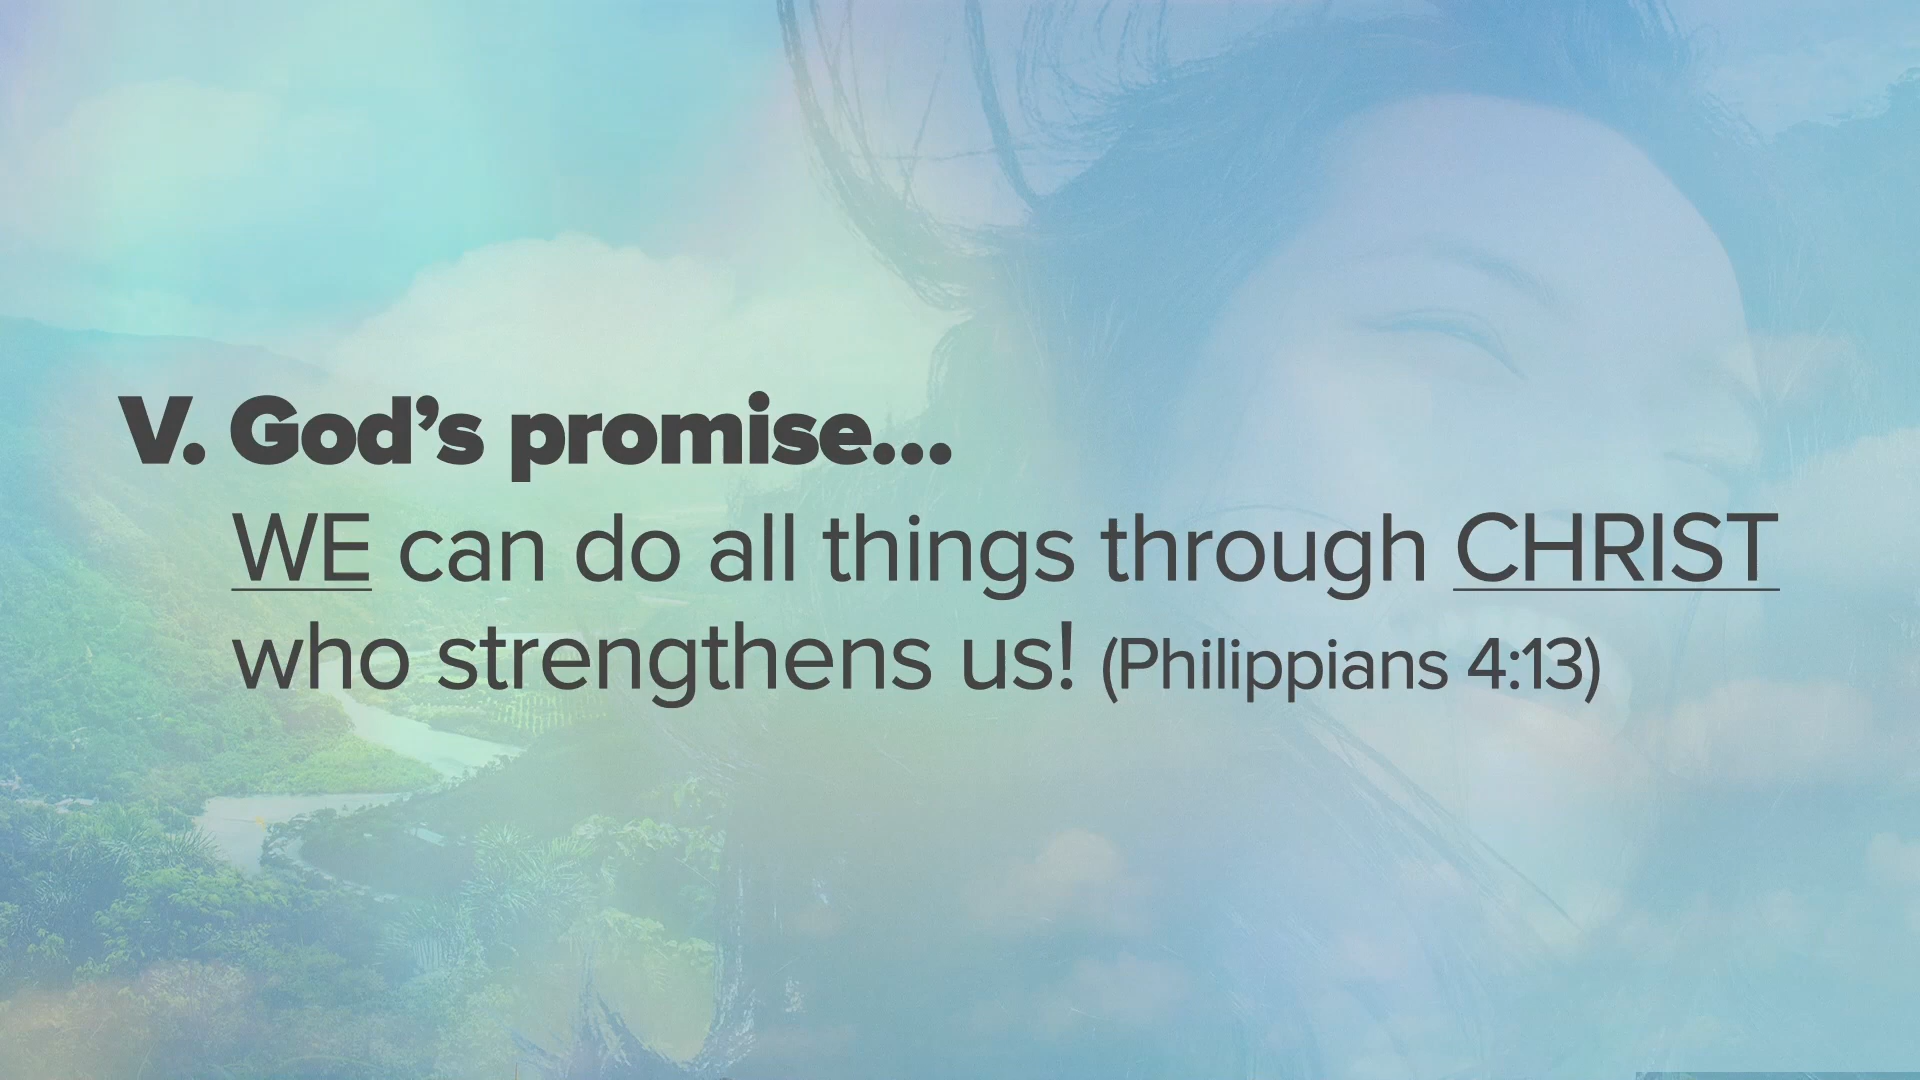 V. God’s promise...
WE can do all things through CHRIST
who strengthens us! (Philippians 4:13)